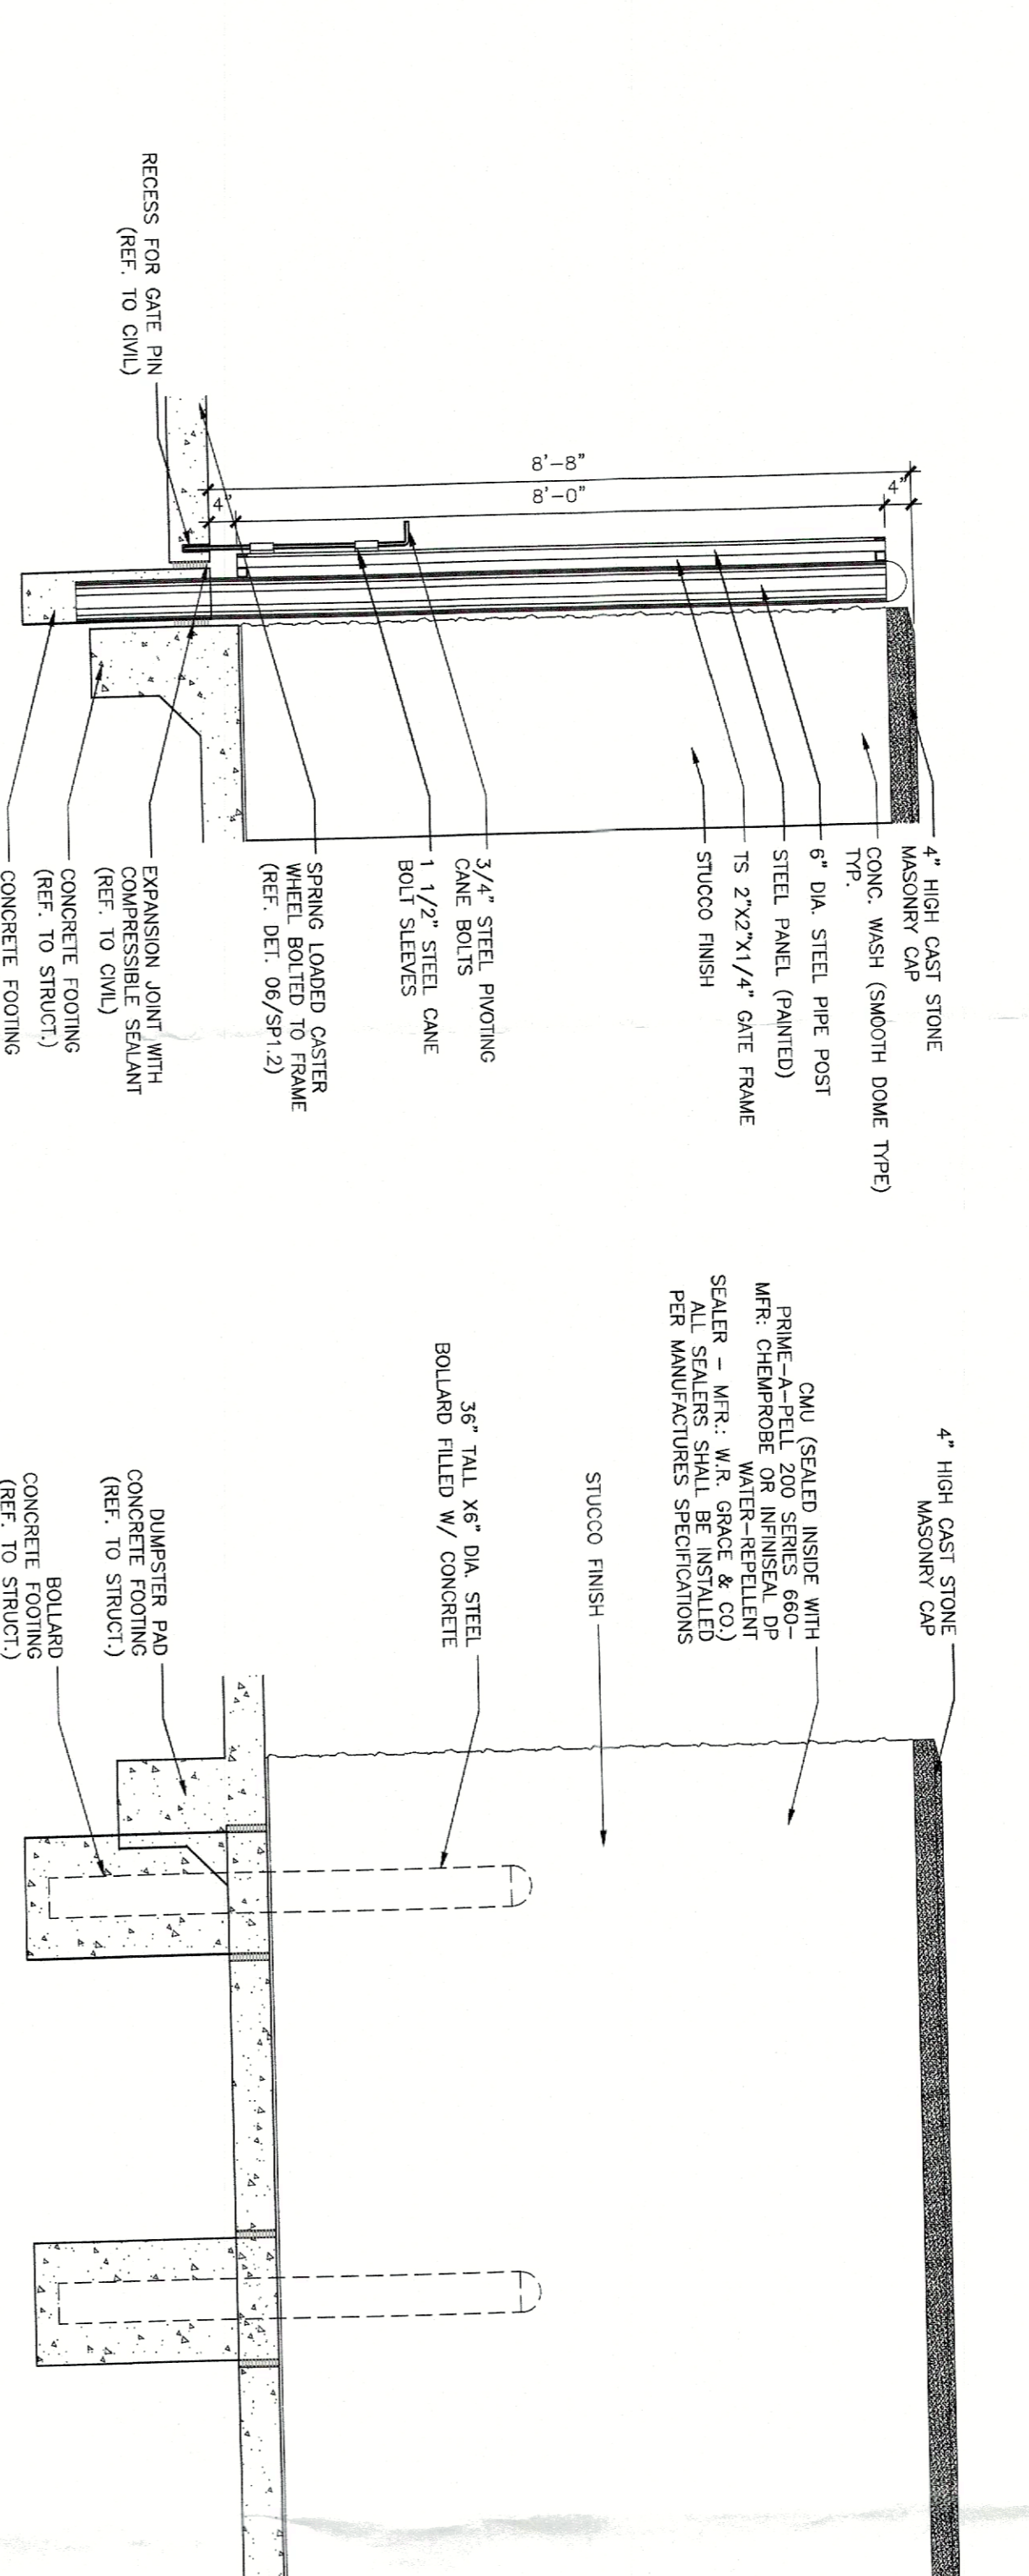 4" HIGH CAST STONE
MASONRY CAP
CONC. WASH (SMOOTH DOME TYPE)
TYP.
6" DIA. STEEL PIPE POST
STEEL PANEL (PAINTED)
TS 2"X2"X1/4" GATE FRAME
STUCCO FINISH
3/4" STEEL PIVOTING
CANE BOLTS
1 1/2" STEEL CANE
BOLT SLEEVES
SPRING LOADED CASTER
WHEEL BOLTED TO FRAME
(REF. DET. 06/SP1.2)
EXPANSION JOINT WITH
COMPRESSIBLE SEALANT
(REF. TO CIVIL)
CONCRETE FOOTING
(REF. TO STRUCT.)
CONCRETE FOOTING
8'-8"
8'-0"
4"
4"
RECESS FOR GATE PIN
(REF. TO CIVIL)
4" HIGH CAST STONE
MASONRY CAP
CMU (SEALED INSIDE WITH
PRIME-A-PELL 200 SERIES 660-
MFR: CHEMPROBE OR INFINISEAL DP
WATER-REPELLENT
SEALER - MFR.: W.R. GRACE & CO.)
ALL SEALERS SHALL BE INSTALLED
PER MANUFACTURES SPECIFICATIONS
STUCCO FINISH
36" TALL X6" DIA. STEEL
BOLLARD FILLED W/ CONCRETE
DUMPSTER PAD
CONCRETE FOOTING
(REF. TO STRUCT.)
BOLLARD
CONCRETE FOOTING
(REF. TO STRUCT.)